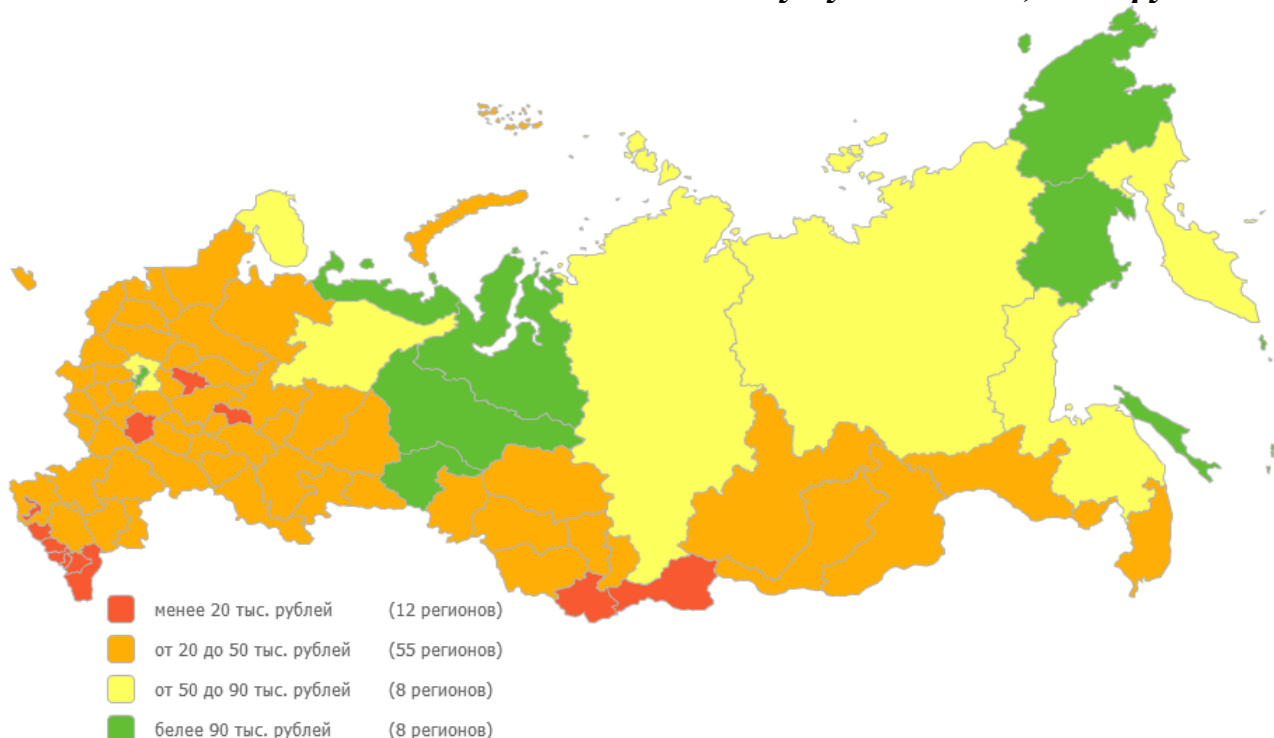 менее 20 тыс. рублей (12 регионов)
от 20 до 50 тыс. рублей (55 регионов)
от 50 до 90 тыс. рублей (8 регионов)
белее 90 тыс. рублей (8 регионов)